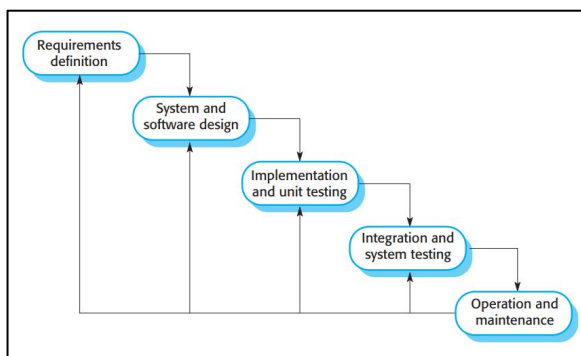 Requirements
definition
System and
software design
Implementation
and unit testing
Integration and
system testing
Operation and
maintenance